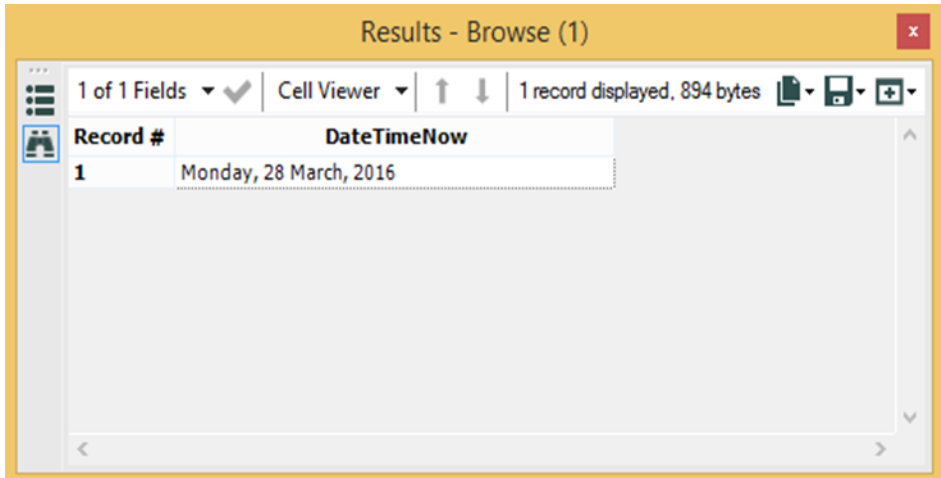 Results - Browse (1)
x
1 of 1 Fields Cell Viewer 1 record displayed, 894 bytes
Record # DateTimeNow
1 Monday, 28 March, 2016